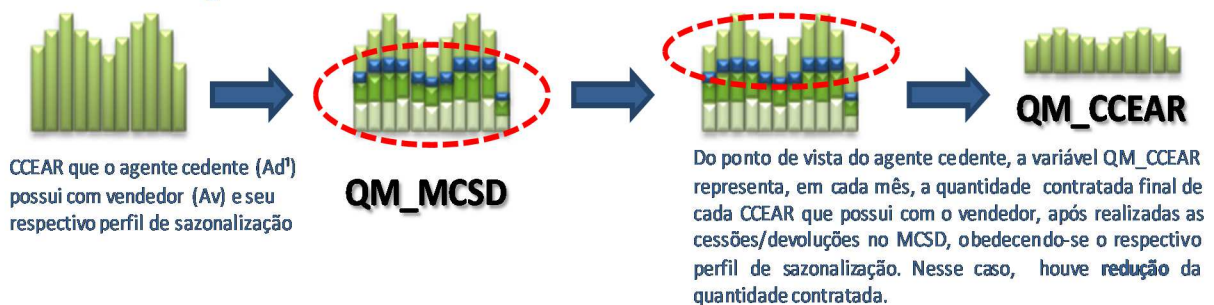 CCEAR que o agente cedente (Ad¹)
possui com vendedor (Av) e seu
respectivo perfil de sazonalização
QM_MCSD
QM_CCEAR
Do ponto de vista do agente cedente, a variável QM_CCEAR
representa, em cada mês, a quantidade contratada final de
cada CCEAR que possui com o vendedor, após realizadas as
cessões/devoluções no MCSD, obedecendo-se o respectivo
perfil de sazonalização. Nesse caso, houve redução da
quantidade contratada.